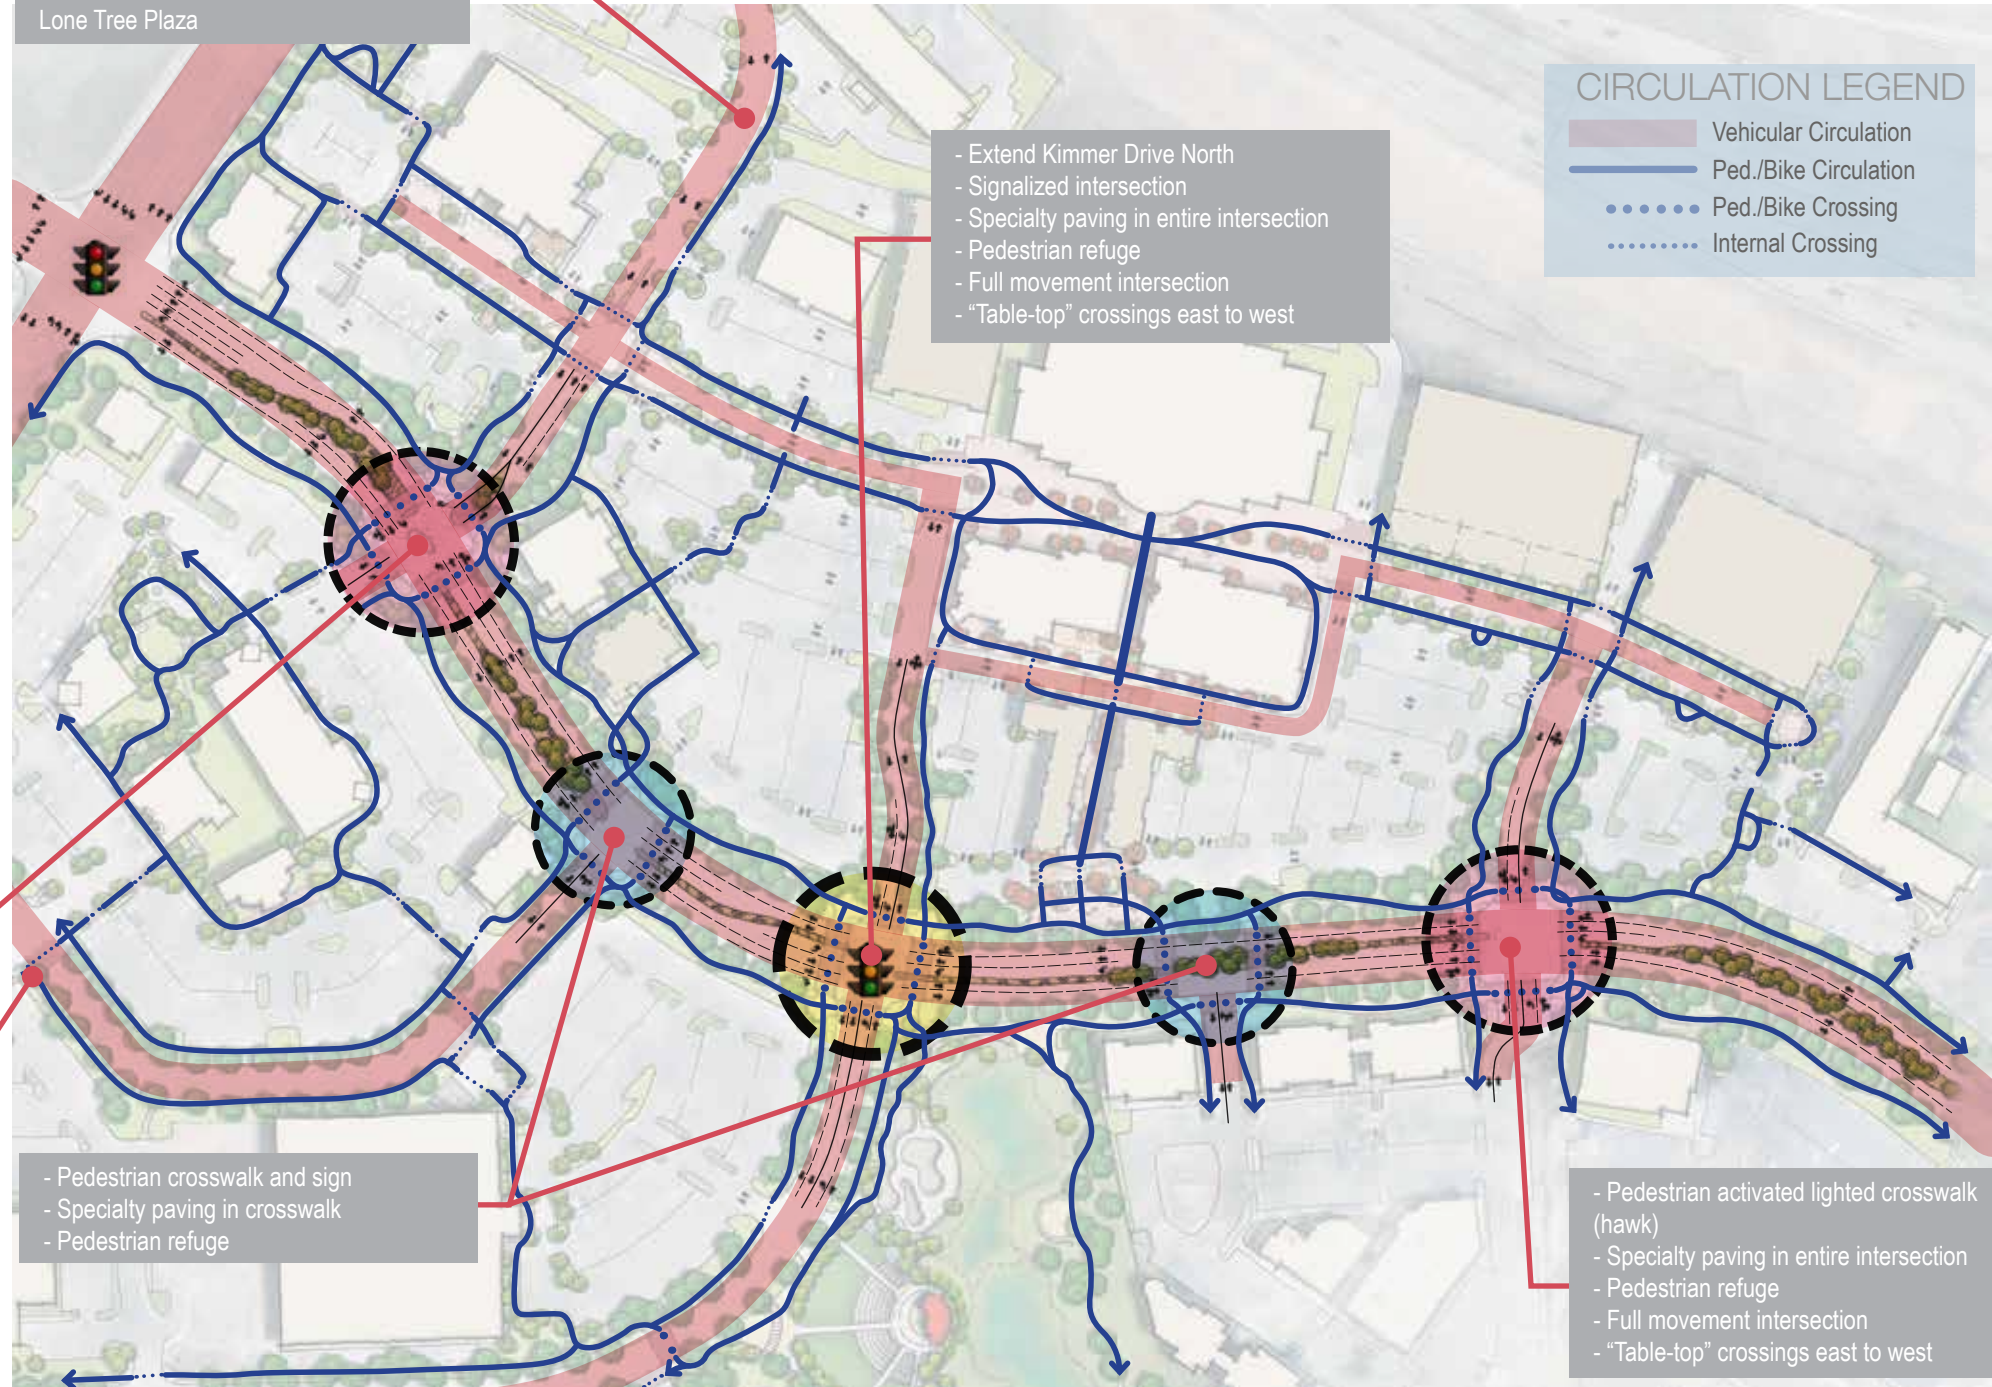 Lone Tree Plaza
CIRCULATION LEGEND
Vehicular Circulation
Ped./Bike Circulation
Ped./Bike Crossing
Internal Crossing
- Extend Kimmer Drive North
- Signalized intersection
- Specialty paving in entire intersection
- Pedestrian refuge
- Full movement intersection
- “Table-top” crossings east to west
- Pedestrian crosswalk and sign
- Specialty paving in crosswalk
- Pedestrian refuge
- Pedestrian activated lighted crosswalk
(hawk)
- Specialty paving in entire intersection
- Pedestrian refuge
- Full movement intersection
- “Table-top” crossings east to west